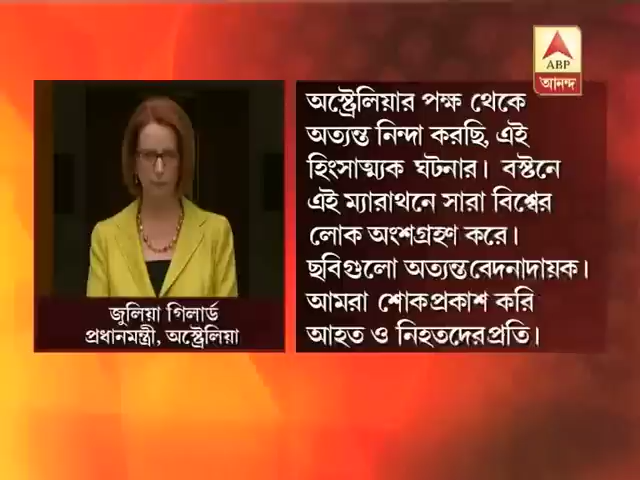 ABP
আনন্দ
অস্ট্রেলিয়ার পক্ষ থেকে
অত্যন্ত নিন্দা করছি, এই
হিংসাত্মক ঘটনার। বস্টনে
এই ম্যারাথনে সারা বিশ্বের
লোক অংশগ্রহণ করে।
ছবিগুলো অত্যন্ত বেদনাদায়ক।
আমরা শোকপ্রকাশ করি
আহত ও নিহতদের প্রতি।
জুলিয়া গিলার্ড
প্রধানমন্ত্রী, অস্ট্রেলিয়া